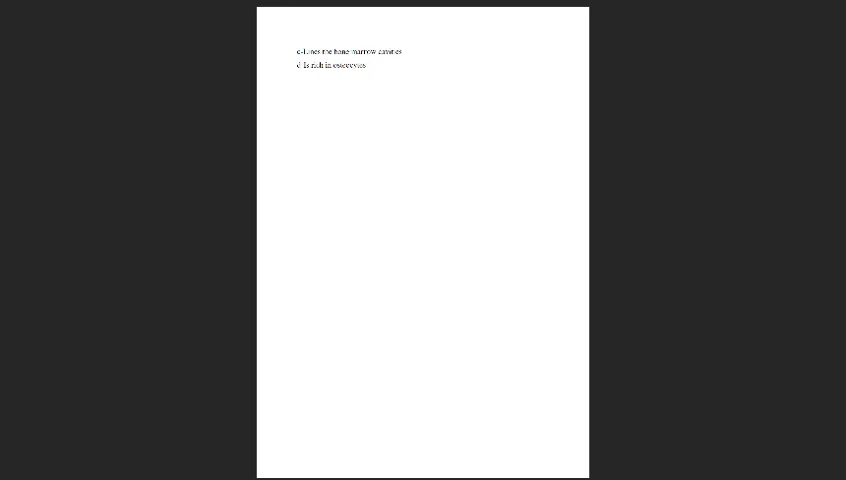 c-Lines the bone marrow cavities
d-Is rich in osteocytes